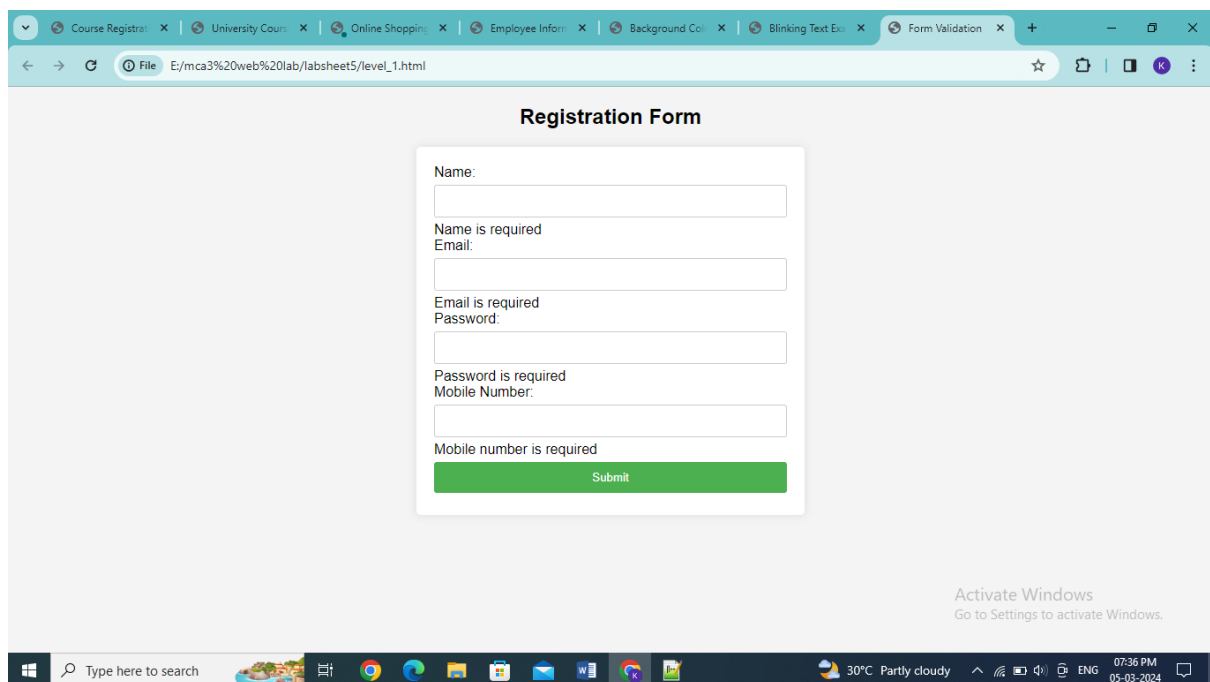 Course Registrat
University Cours
Online Shopping
Employee Inform
Background Col
Blinking Text Exa
Form Validation
File E:/mca3%20web%20lab/labsheet5/level_1.html
K
Registration Form
Name:
Name is required
Email:
Email is required
Password:
Password is required
Mobile Number:
Mobile number is required
Submit
Activate Windows
Go to Settings to activate Windows.
Type here to search
30°C Partly cloudy
ENG
07:36 PM
05-03-2024